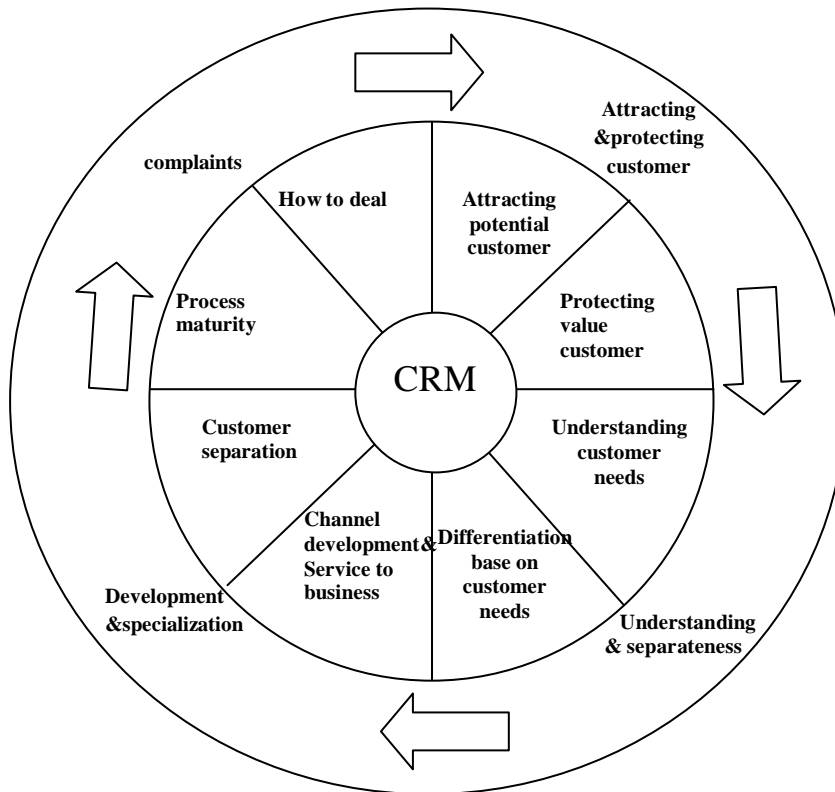 Attracting
&protecting
customer
complaints
How to deal
Attracting
potential
customer
Process
maturity
Protecting
value
customer
CRM
Customer
separation
Understanding
customer
needs
Channel
development&
Service to
business
Differentiation
base on
customer
needs
Development
&specialization
Understanding
& separateness